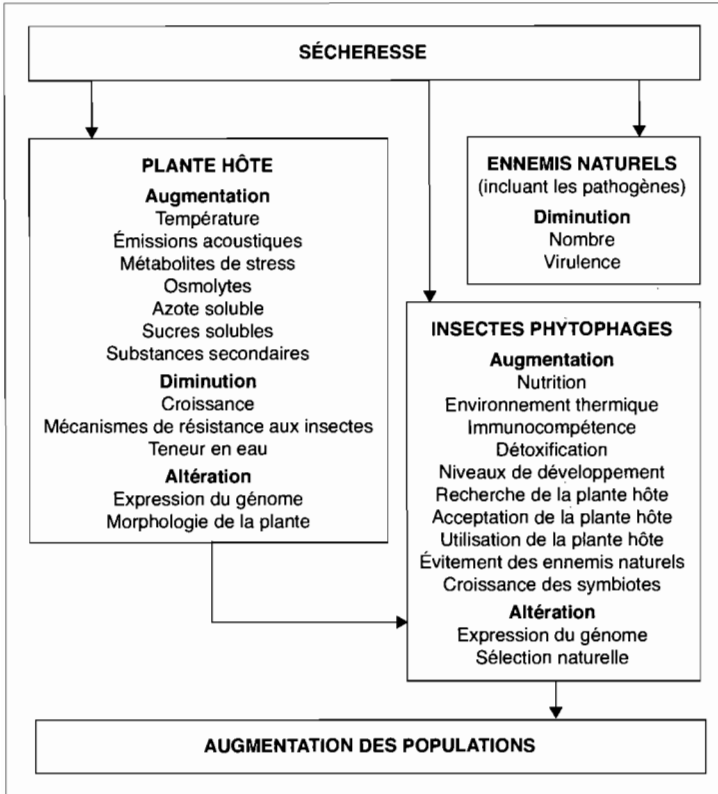 SÉCHERESSE
PLANTE HÔTE
Augmentation
Température
Émissions acoustiques
Métabolites de stress
Osmolytes
Azote soluble
Sucres solubles
Substances secondaires
Diminution
Croissance
Mécanismes de résistance aux insectes
Teneur en eau
Altération
Expression du génome
Morphologie de la plante
ENNEMIS NATURELS
(incluant les pathogènes)
Diminution
Nombre
Virulence
INSECTES PHYTOPHAGES
Augmentation
Nutrition
Environnement thermique
Immunocompétence
Détoxification
Niveaux de développement
Recherche de la plante hôte
Acceptation de la plante hôte
Utilisation de la plante hôte
Évitement des ennemis naturels
Croissance des symbiotes
Altération
Expression du génome
Sélection naturelle
AUGMENTATION DES POPULATIONS